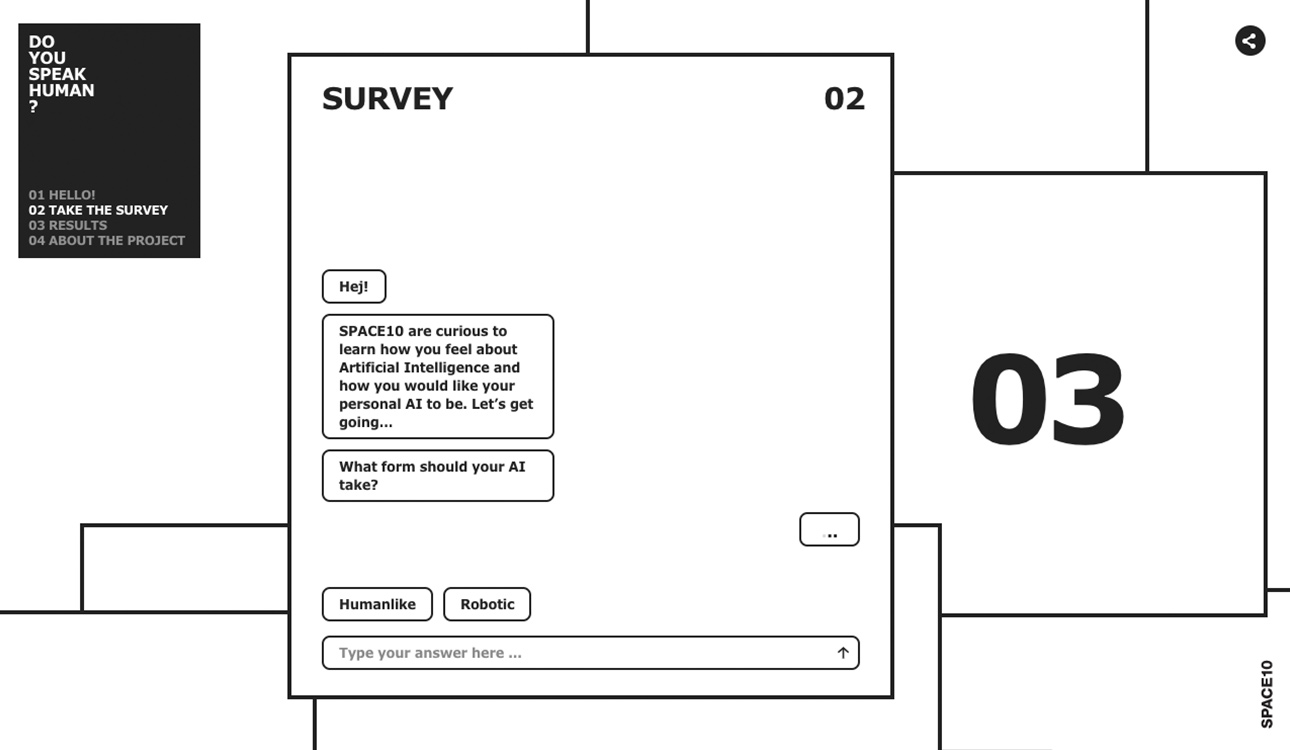 DO
YOU
SPEAK
HUMAN
?
01 HELLO!
02 TAKE THE SURVEY
03 RESULTS
04 ABOUT THE PROJECT
SURVEY 02
Hej!
SPACE10 are curious to
learn how you feel about
Artificial Intelligence and
how you would like your
personal AI to be. Let’s get
going...
What form should your AI
take?
...
Humanlike Robotic
Type your answer here ...
03
SPACE10